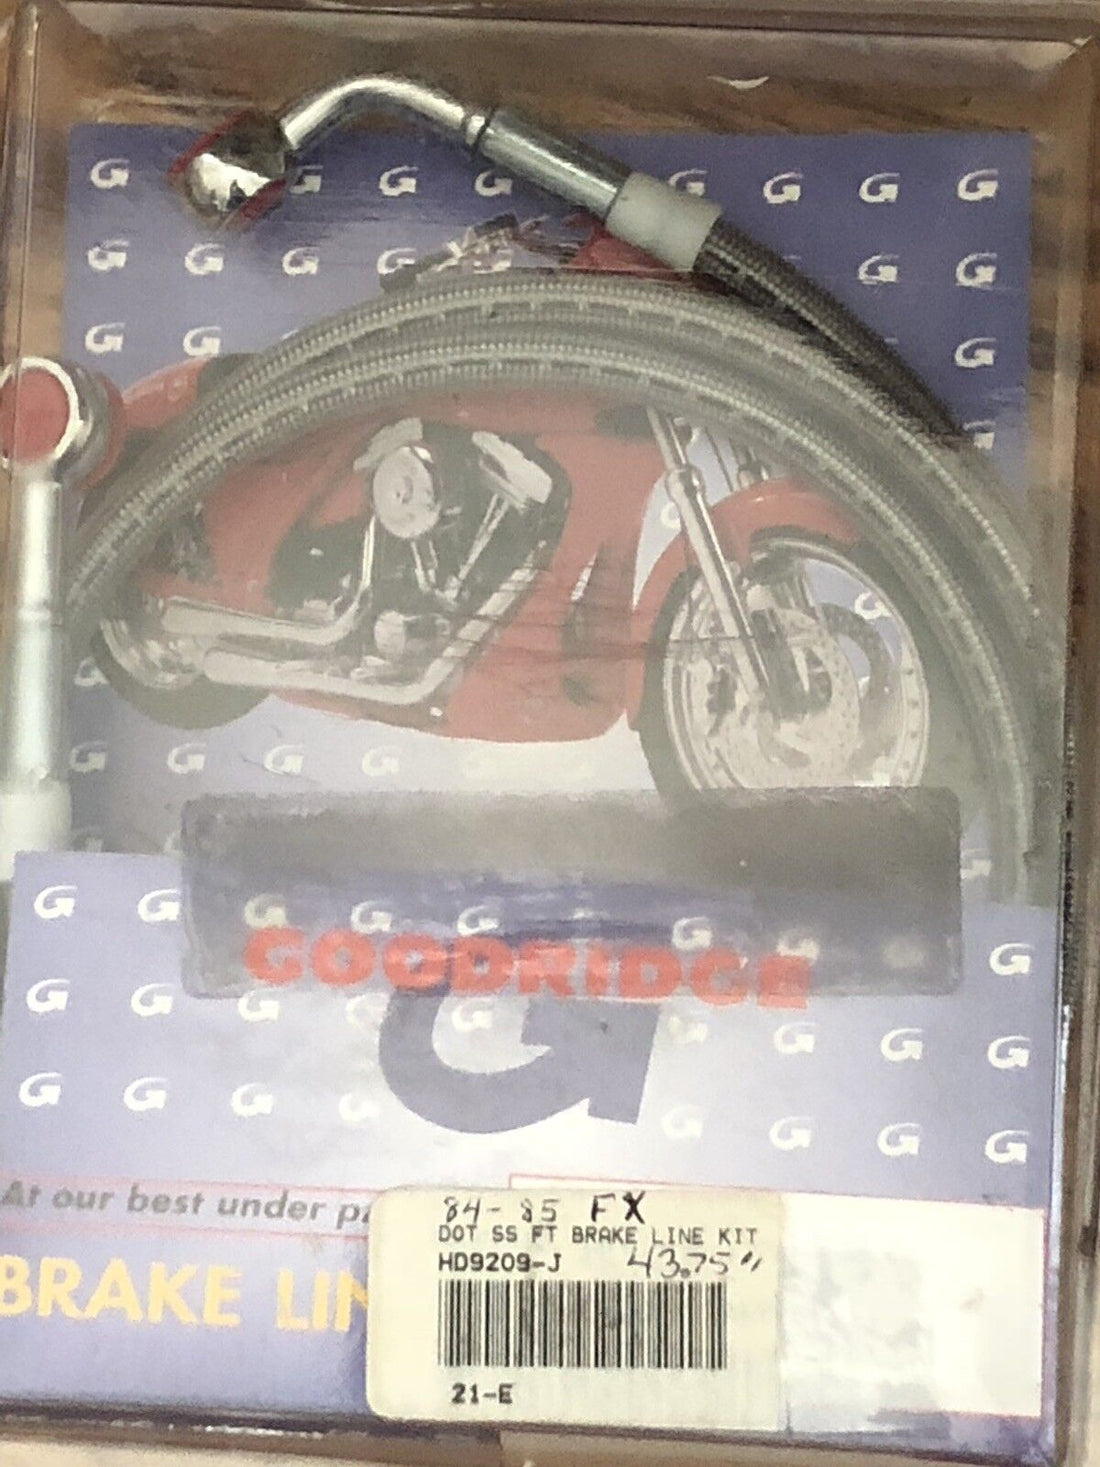 GOODRIDGE
At our best under
BRAKE
84-85 FX
DOT SS FT BRAKE LINE KIT
HD9209-J 43.75"
21-E